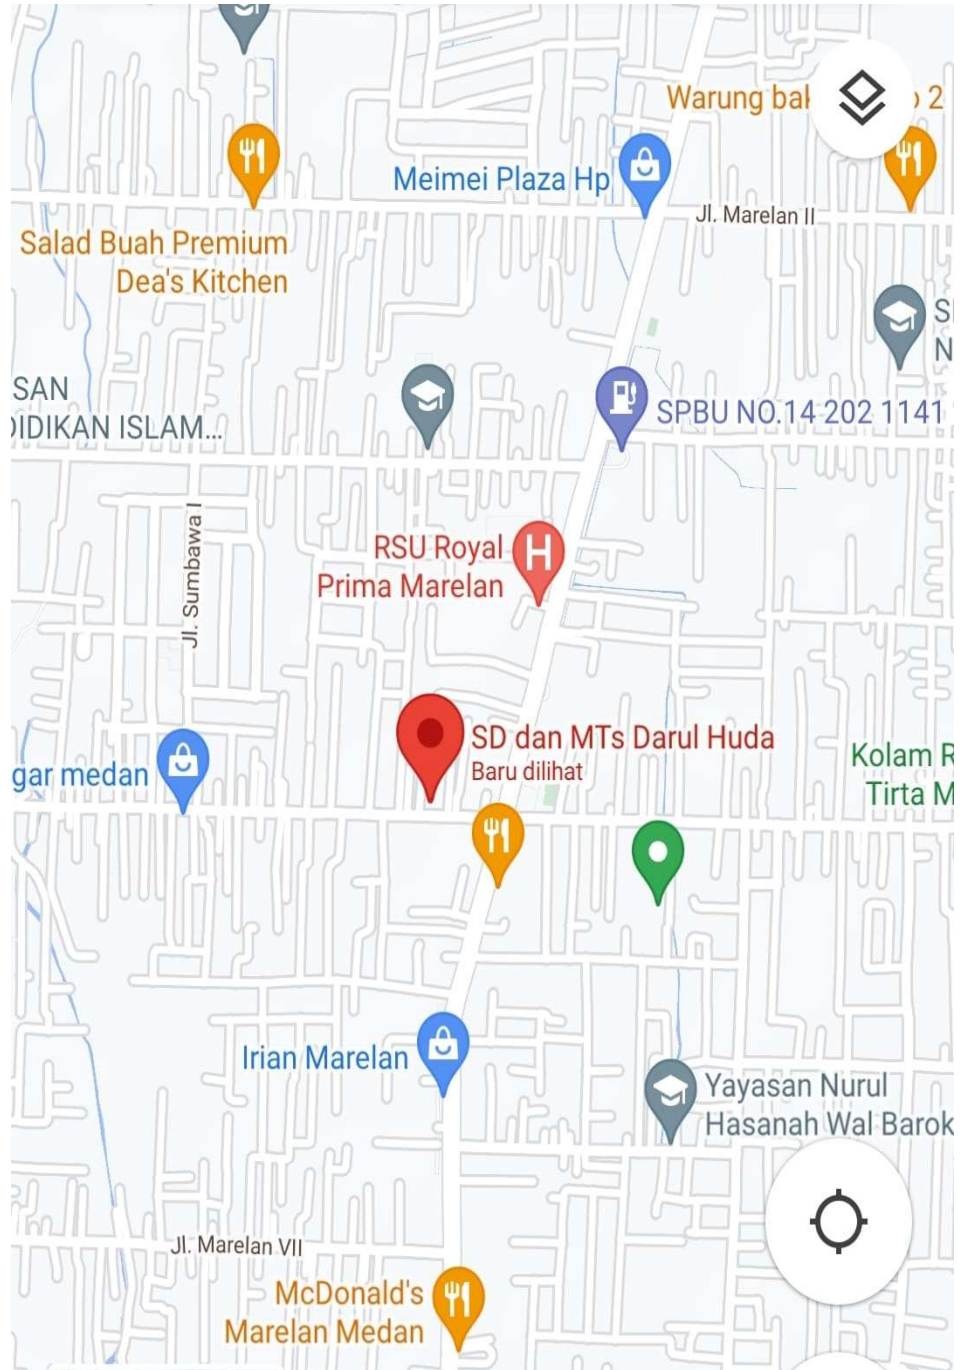 Warung bak
2
Meimei Plaza Hp
Jl. Marelan II
Salad Buah Premium
Dea's Kitchen
SAN
DIDIKAN ISLAM...
SPBU NO.14 202 1141
Jl. Sumbawa I
RSU Royal
Prima Marelan
H
SD dan MTs Darul Huda
Baru dilihat
gar medan
Kolam R
Tirta M
Irian Marelan
Yayasan Nurul
Hasanah Wal Barok
Jl. Marelan VII
McDonald's
Marelan Medan